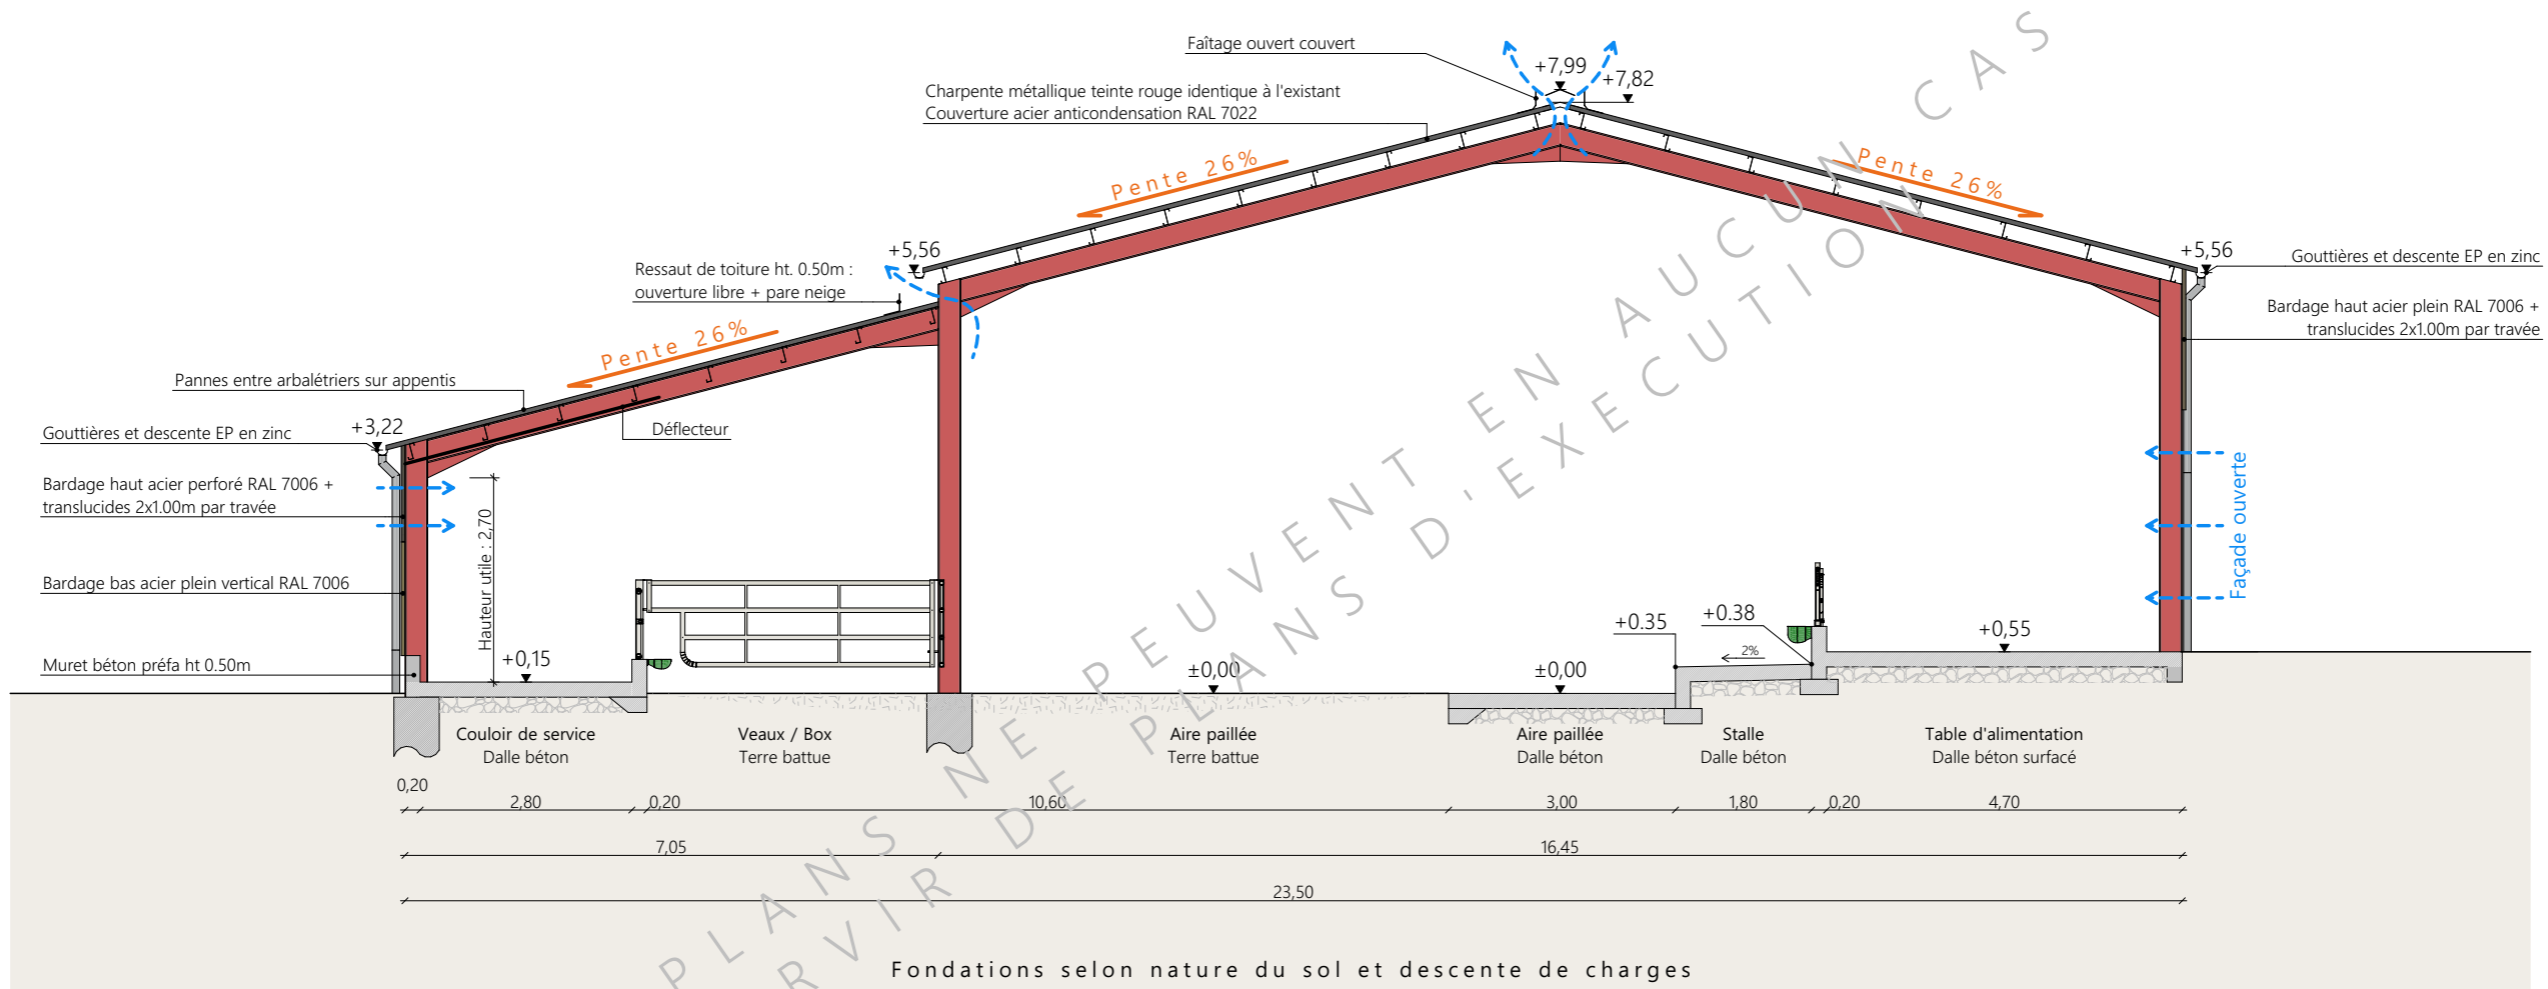 Faîtage ouvert couvert
+7,99
+7,82
Charpente métallique teinte rouge identique à l'existant
Couverture acier anticondensation RAL 7022
Pente 26%
Pente 26%
+5,56
+5,56
Gouttières et descente EP en zinc
Ressaut de toiture ht. 0.50m :
ouverture libre + pare neige
Bardage haut acier plein RAL 7006 +
translucides 2x1.00m par travée
Pente 26%
Pannes entre arbalétriers sur appentis
+3,22
Gouttières et descente EP en zinc
Déflecteur
Bardage haut acier perforé RAL 7006 +
translucides 2x1.00m par travée
Hauteur utile : 2,70
Façade ouverte
Bardage bas acier plein vertical RAL 7006
Muret béton préfa ht 0.50m
+0,15
±0,00
±0,00
+0.35
+0.38
2%
+0,55
Couloir de service
Dalle béton
Veaux / Box
Terre battue
Aire paillée
Terre battue
Aire paillée
Dalle béton
Stalle
Dalle béton
Table d'alimentation
Dalle béton surfacé
0,20
2,80
0,20
10,60
3,00
1,80
0,20
4,70
7,05
16,45
23,50
PLANS NE PEUVENT EN AUCUN CAS
RVIR DE PLANS D'EXECUTION
Fondations selon nature du sol et descente de charges